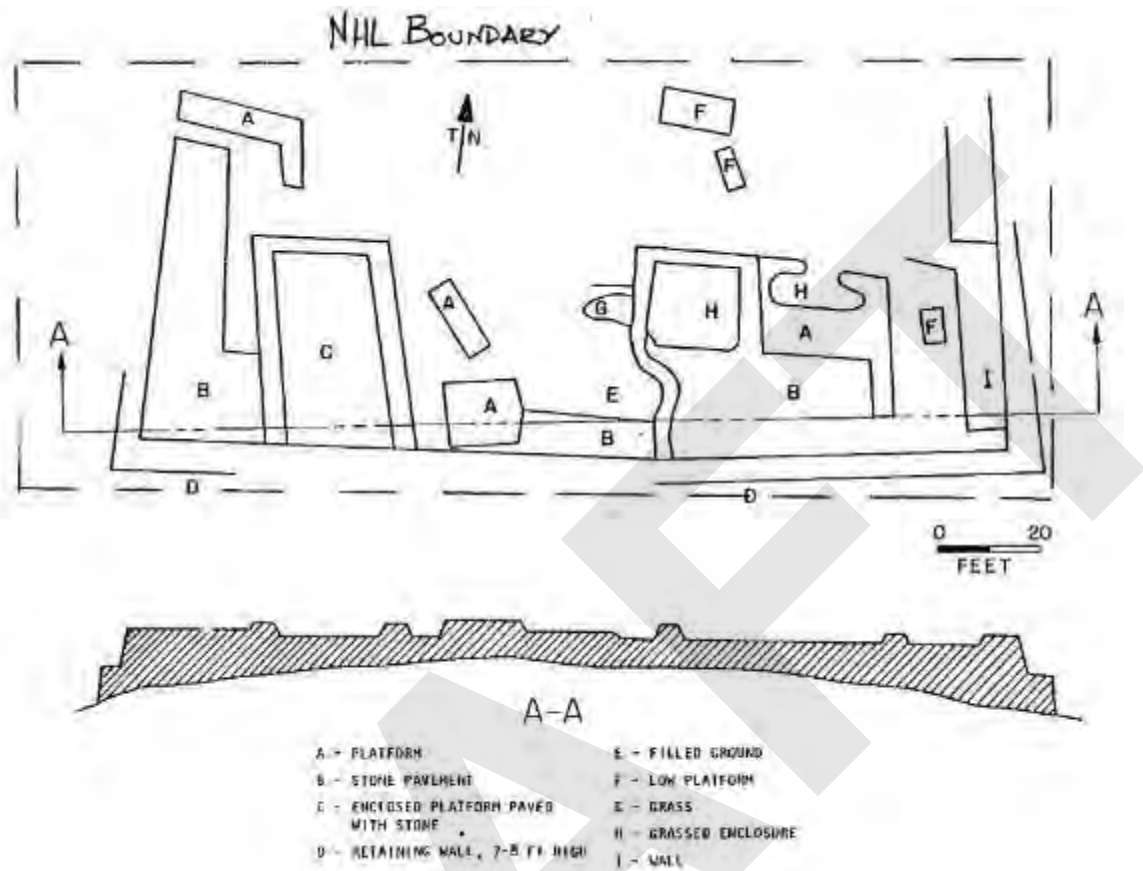 NHL BOUNDARY
A
F
T/N
F
A
G
H
H
A
F
A
A
C
B
A
E
B
B
I
D
D
0 20
FEET
A-A
A - PLATFORM
B - STONE PAVEMENT
C - ENCLOSED PLATFORM PAVED
WITH STONE
D - RETAINING WALL, 7-8 FT HIGH
E - FILLED GROUND
F - LOW PLATFORM
G - GRASS
H - GRASSED ENCLOSURE
I - WALL